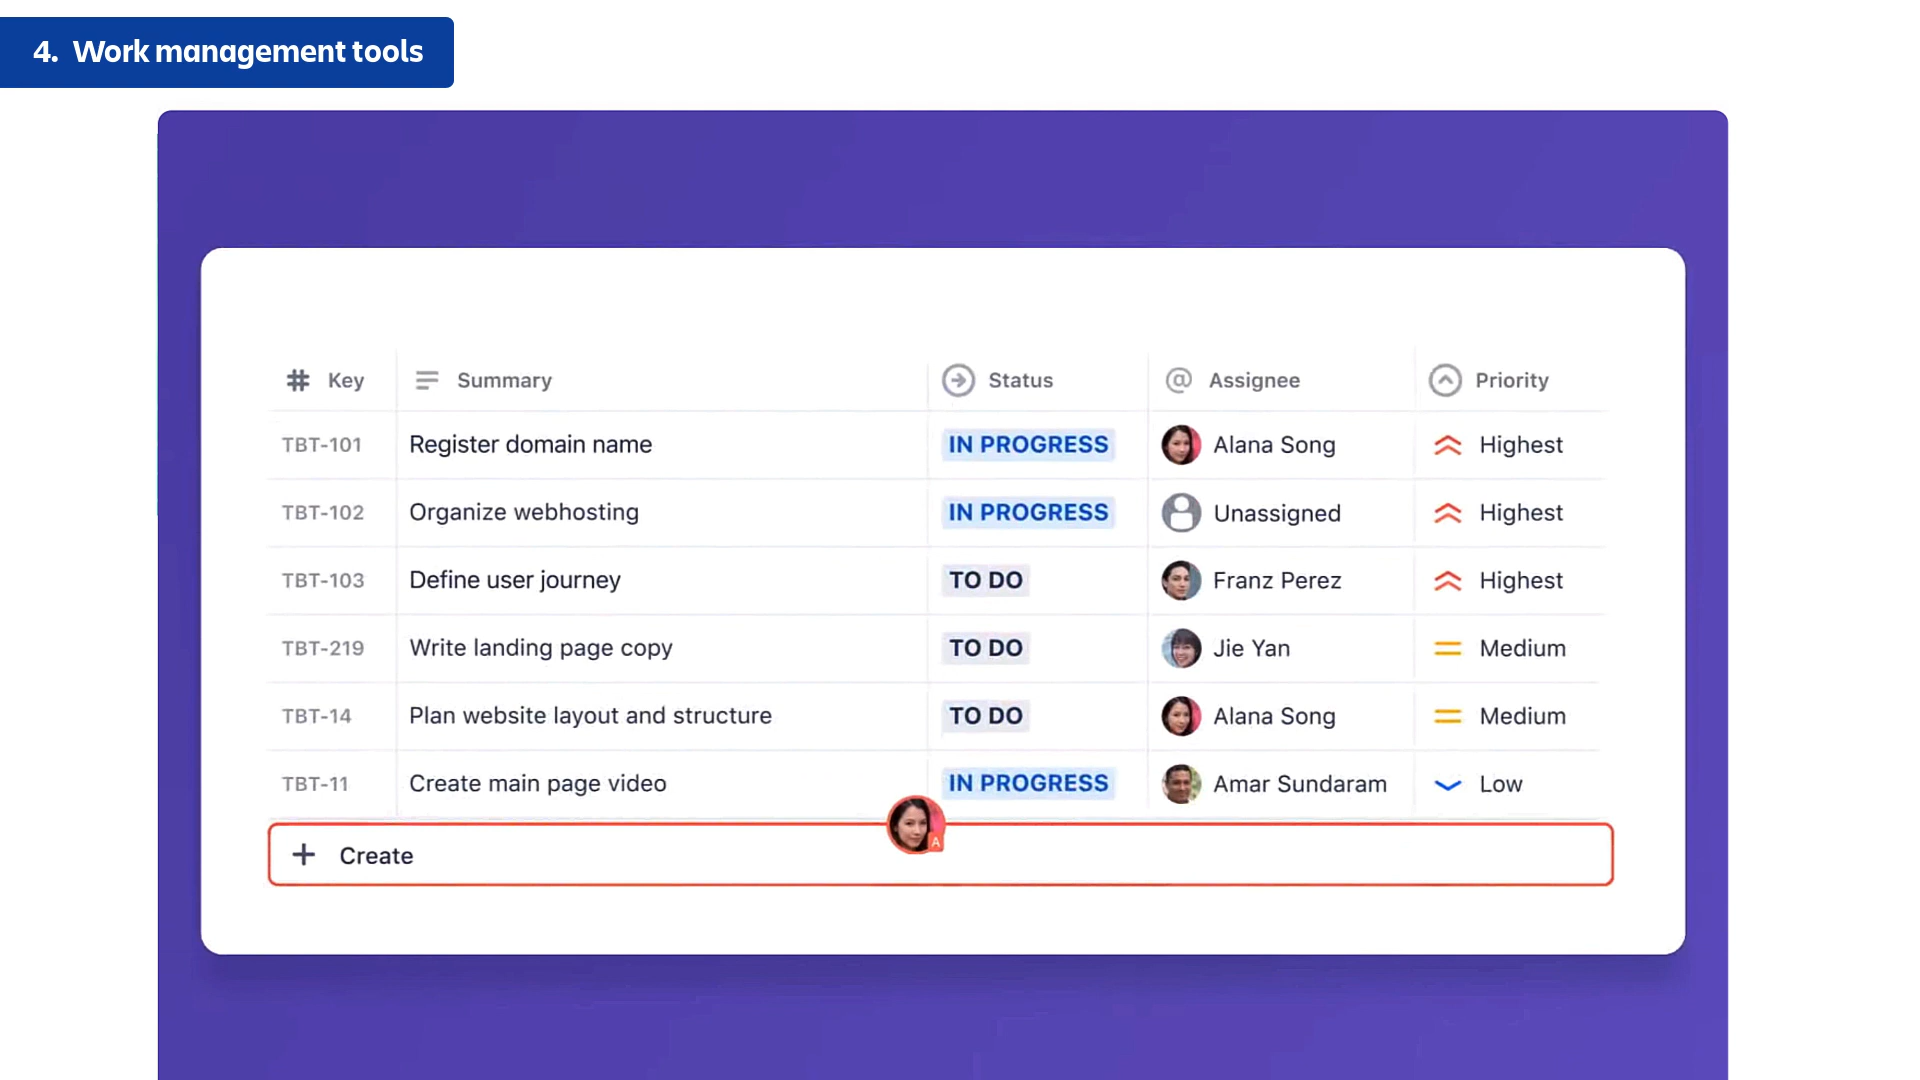 4. Work management tools
Key Summary Status Assignee Priority
TBT-101 Register domain name IN PROGRESS Alana Song Highest
TBT-102 Organize webhosting IN PROGRESS Unassigned Highest
TBT-103 Define user journey TO DO Franz Perez Highest
TBT-219 Write landing page copy TO DO Jie Yan Medium
TBT-14 Plan website layout and structure TO DO Alana Song Medium
TBT-11 Create main page video IN PROGRESS Amar Sundaram Low
A
+ Create